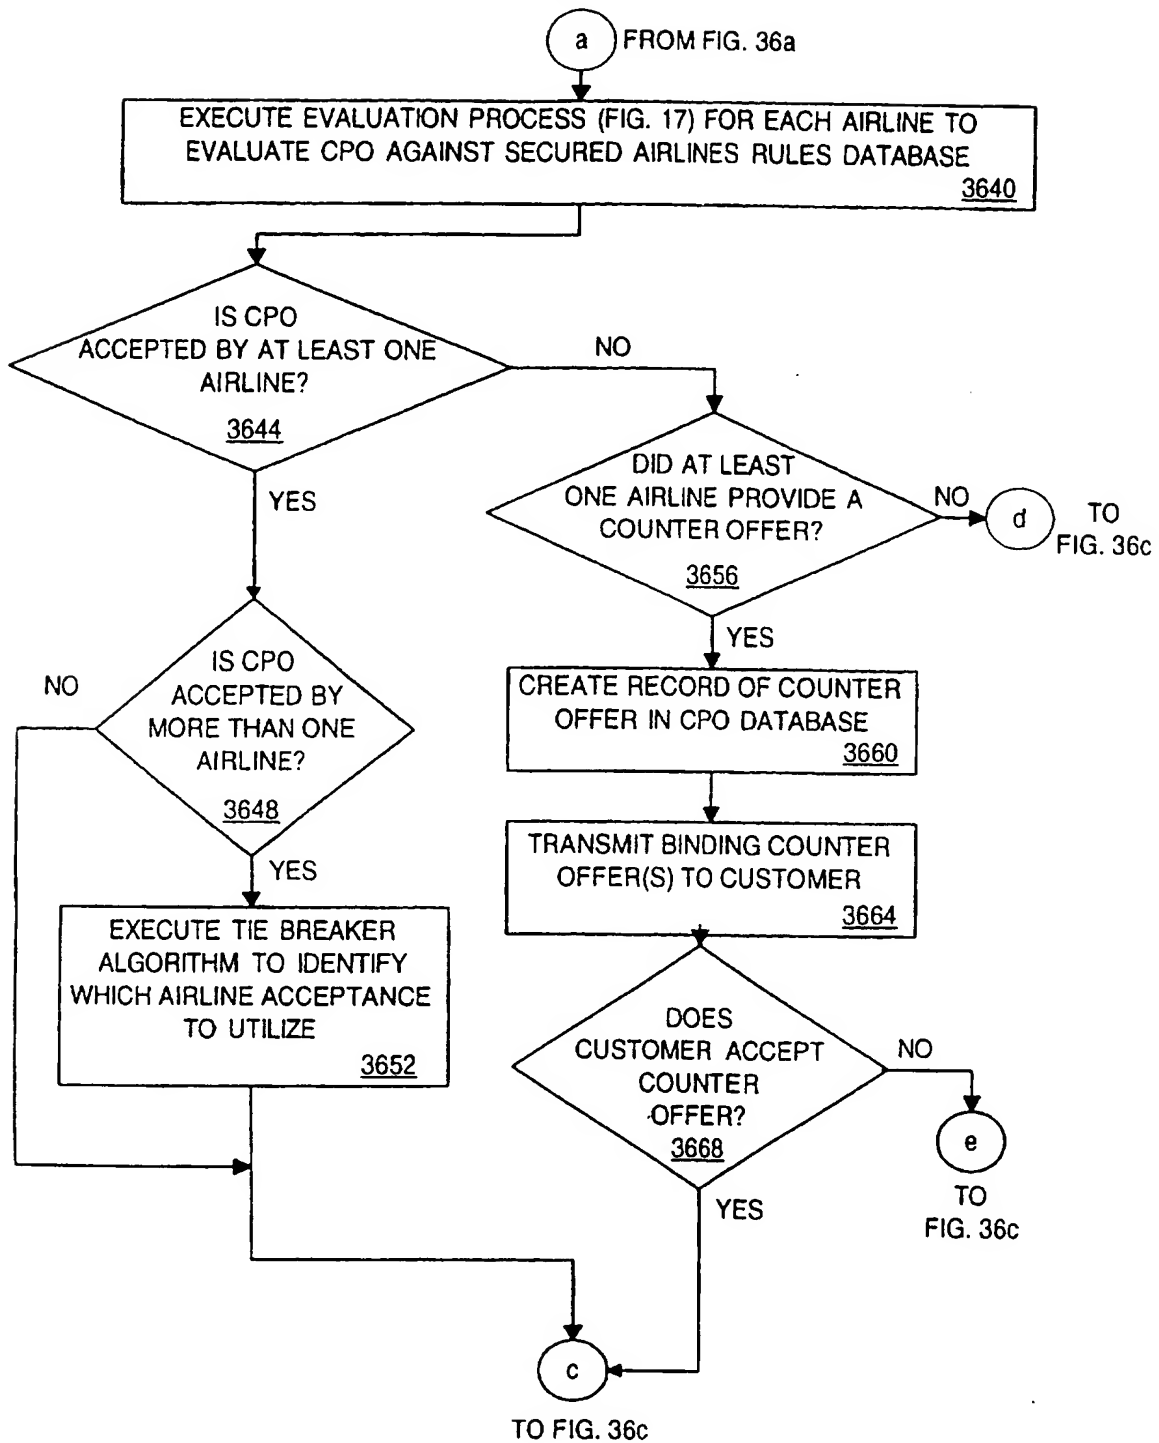 a FROM FIG. 36a
EXECUTE EVALUATION PROCESS (FIG. 17) FOR EACH AIRLINE TO
EVALUATE CPO AGAINST SECURED AIRLINES RULES DATABASE
3640
IS CPO
ACCEPTED BY AT LEAST ONE
AIRLINE?
3644
NO
YES
DID AT LEAST
ONE AIRLINE PROVIDE A
COUNTER OFFER?
3656
NO
d
TO
FIG. 36c
YES
IS CPO
ACCEPTED BY
MORE THAN ONE
AIRLINE?
3648
NO
YES
CREATE RECORD OF COUNTER
OFFER IN CPO DATABASE
3660
TRANSMIT BINDING COUNTER
OFFER(S) TO CUSTOMER
3664
EXECUTE TIE BREAKER
ALGORITHM TO IDENTIFY
WHICH AIRLINE ACCEPTANCE
TO UTILIZE
3652
DOES
CUSTOMER ACCEPT
COUNTER
OFFER?
3668
NO
e
TO
FIG. 36c
YES
c
TO FIG. 36c